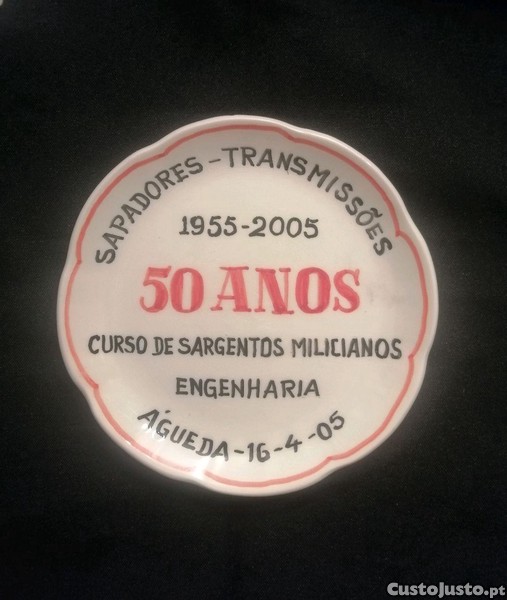 SAPADORES-TRANSMISSÕES
1955-2005
50 ANOS
CURSO DE SARGENTOS MILICIANOS
ENGENHARIA
ÁGUEDA-16-4-05
CustoJusto.pt